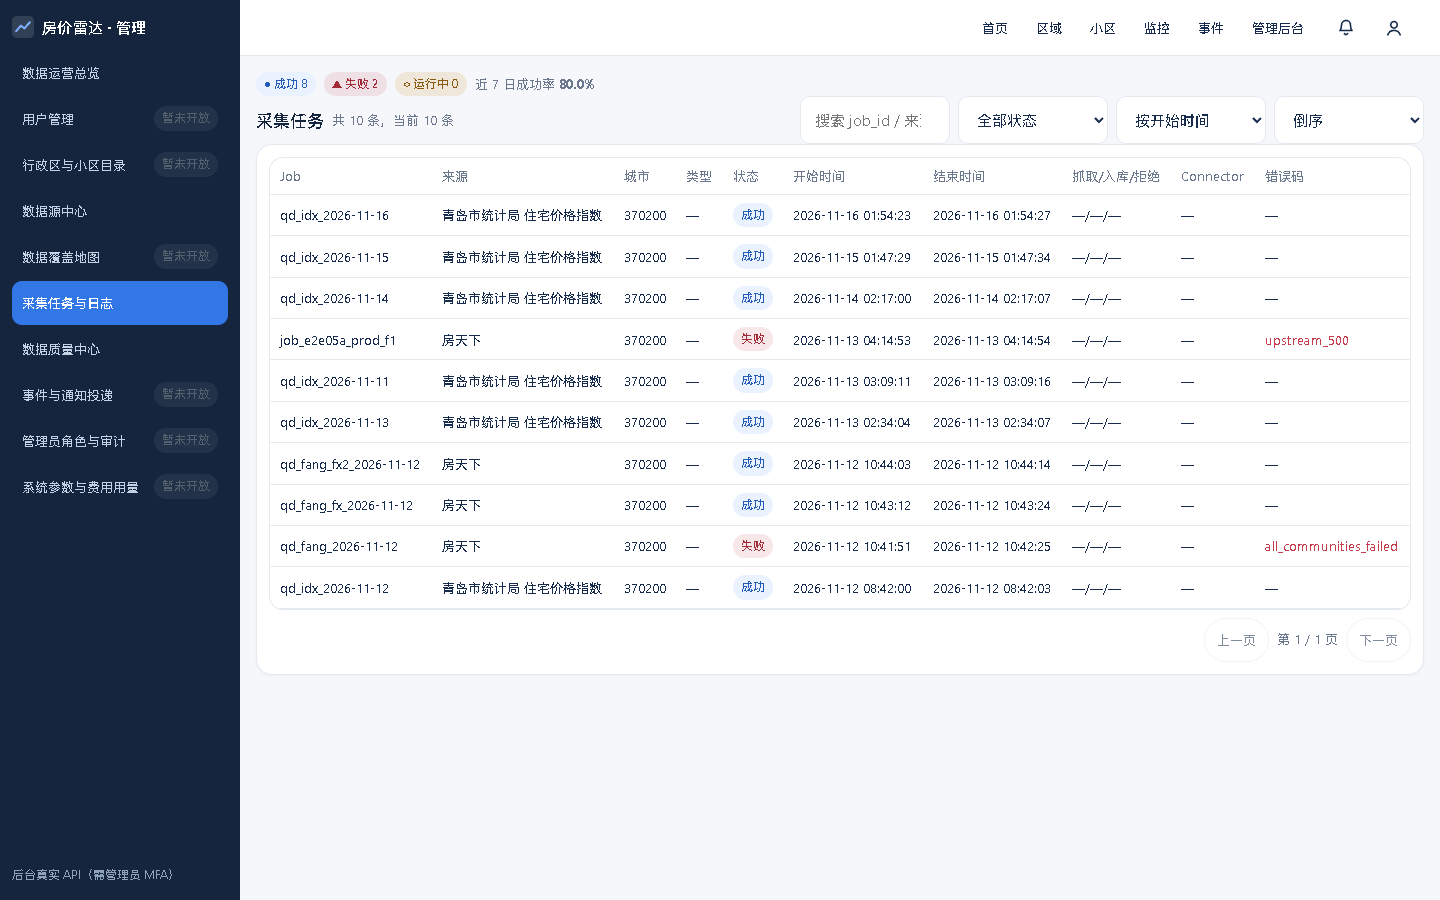 房价雷达 · 管理
数据运营总览
用户管理 暂未开放
行政区与小区目录 暂未开放
数据源中心
数据覆盖地图 暂未开放
采集任务与日志
数据质量中心
事件与通知投递 暂未开放
管理员角色与审计 暂未开放
系统参数与费用用量 暂未开放
后台真实 API（需管理员 MFA）
首页 区域 小区 监控 事件 管理后台
成功 8 失败 2 运行中 0 近 7 日成功率 80.0%
采集任务 共 10 条，当前 10 条 搜索 job_id / 来 全部状态 按开始时间 倒序
Job 来源 城市 类型 状态 开始时间 结束时间 抓取/入库/拒绝 Connector 错误码
qd_idx_2026-11-16 青岛市统计局 住宅价格指数 370200 — 成功 2026-11-16 01:54:23 2026-11-16 01:54:27 —/—/— — —
qd_idx_2026-11-15 青岛市统计局 住宅价格指数 370200 — 成功 2026-11-15 01:47:29 2026-11-15 01:47:34 —/—/— — —
qd_idx_2026-11-14 青岛市统计局 住宅价格指数 370200 — 成功 2026-11-14 02:17:00 2026-11-14 02:17:07 —/—/— — —
job_e2e05a_prod_f1 房天下 370200 — 失败 2026-11-13 04:14:53 2026-11-13 04:14:54 —/—/— — upstream_500
qd_idx_2026-11-11 青岛市统计局 住宅价格指数 370200 — 成功 2026-11-13 03:09:11 2026-11-13 03:09:16 —/—/— — —
qd_idx_2026-11-13 青岛市统计局 住宅价格指数 370200 — 成功 2026-11-13 02:34:04 2026-11-13 02:34:07 —/—/— — —
qd_fang_fx2_2026-11-12 房天下 370200 — 成功 2026-11-12 10:44:03 2026-11-12 10:44:14 —/—/— — —
qd_fang_fx_2026-11-12 房天下 370200 — 成功 2026-11-12 10:43:12 2026-11-12 10:43:24 —/—/— — —
qd_fang_2026-11-12 房天下 370200 — 失败 2026-11-12 10:41:51 2026-11-12 10:42:25 —/—/— — all_communities_failed
qd_idx_2026-11-12 青岛市统计局 住宅价格指数 370200 — 成功 2026-11-12 08:42:00 2026-11-12 08:42:03 —/—/— — —
上一页 第 1 / 1 页 下一页